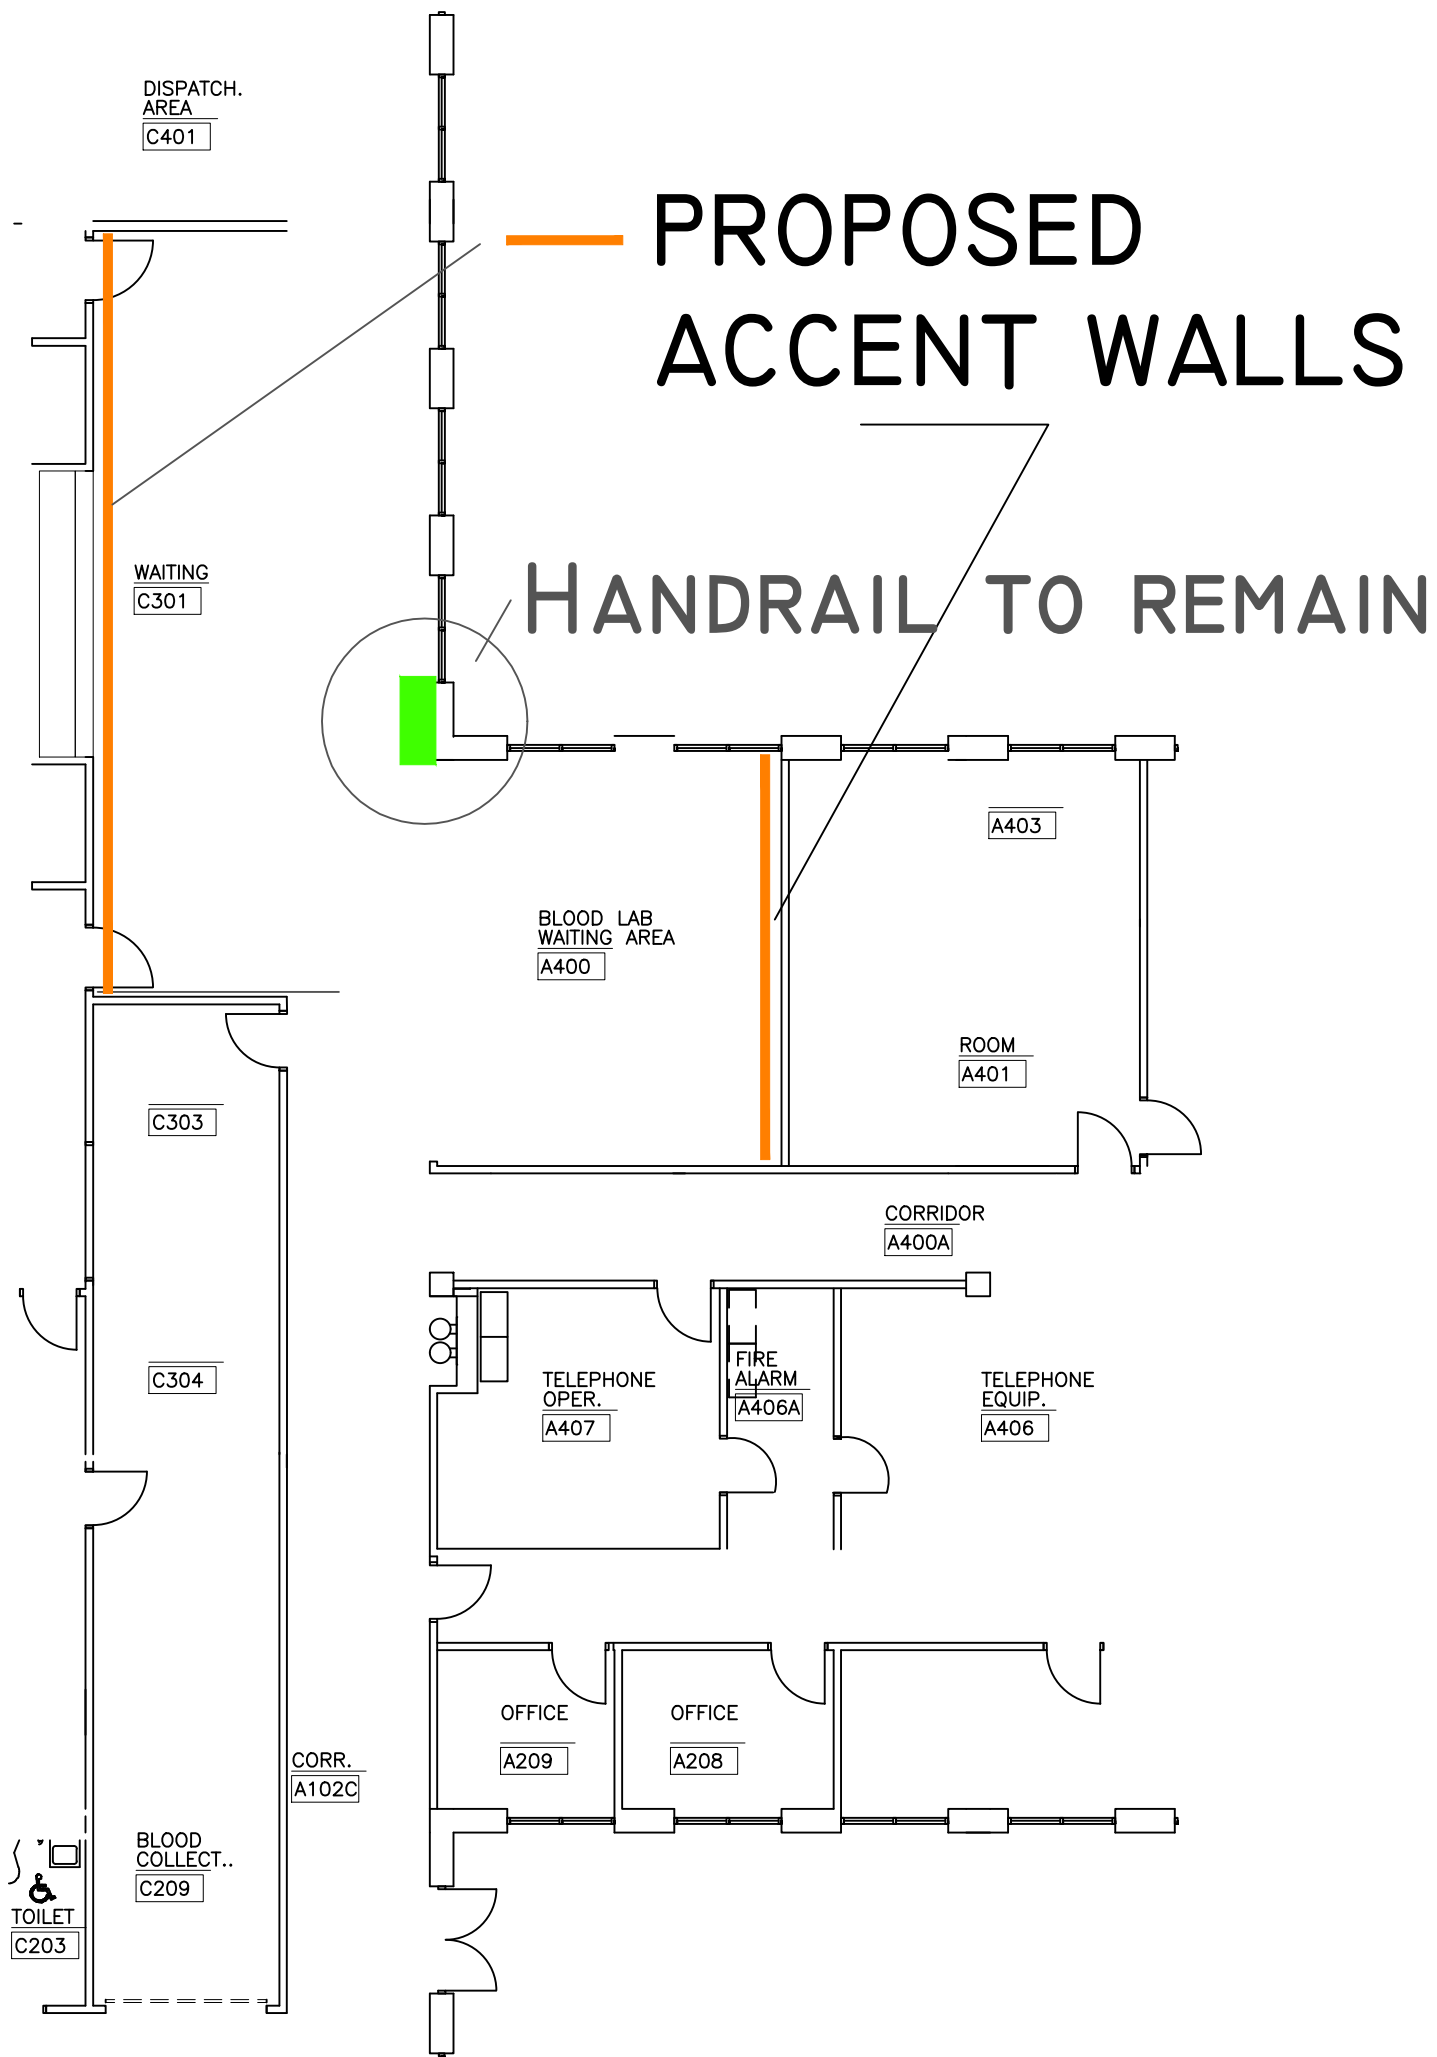 DISPATCH.
AREA
C401
PROPOSED
ACCENT WALLS
WAITING
C301
HANDRAIL TO REMAIN
A403
BLOOD LAB
WAITING AREA
A400
ROOM
A401
C303
CORRIDOR
A400A
C304
TELEPHONE
OPER.
A407
FIRE
ALARM
A406A
TELEPHONE
EQUIP.
A406
OFFICE
A209
OFFICE
A208
CORR.
A102C
BLOOD
COLLECT..
C209
TOILET
C203